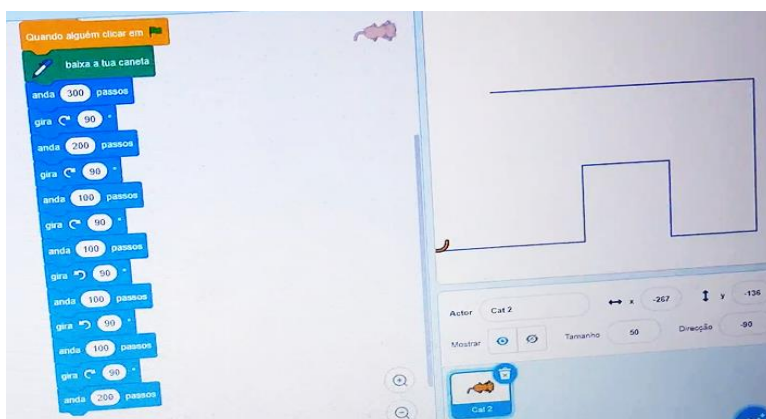 Quando alguém clicar em
baixa a tua caneta
anda 300 passos
gira 90 °
anda 200 passos
gira 90 °
anda 100 passos
gira 90 °
anda 100 passos
gira 90 °
anda 100 passos
gira 90 °
anda 100 passos
gira 90 °
anda 200 passos
Actor Cat 2 x -267 y -136
Mostrar Tamanho 50 Direcção -90
Cat 2